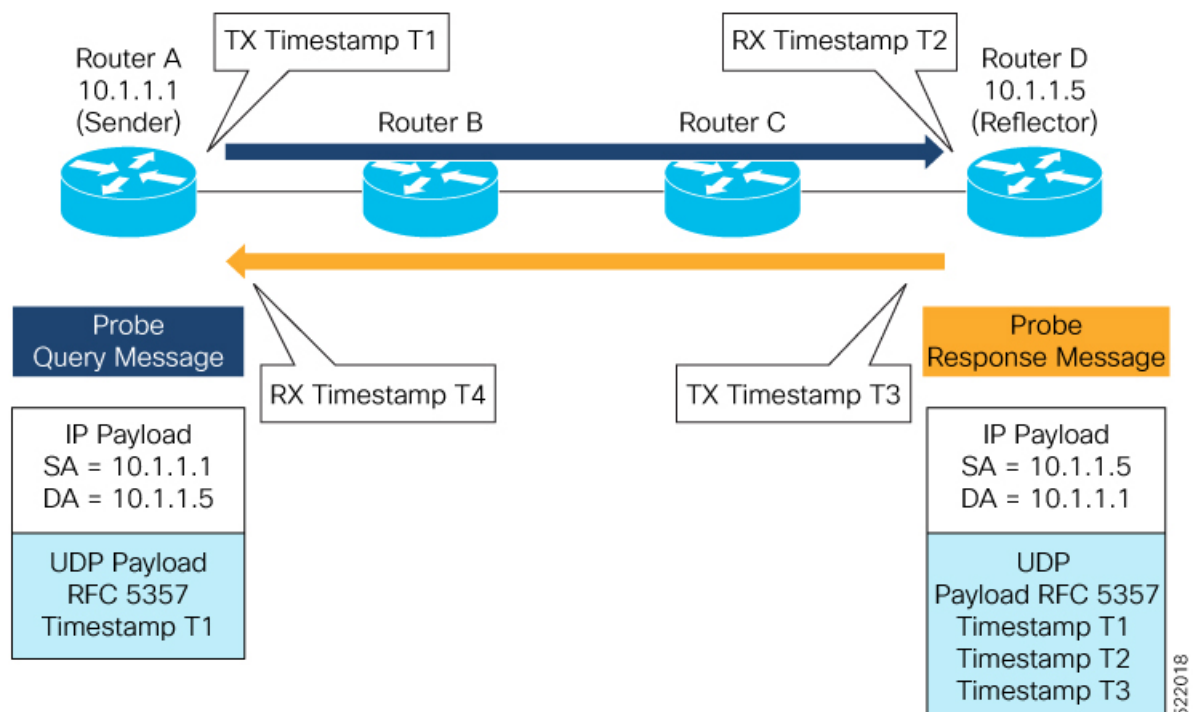 TX Timestamp T1
RX Timestamp T2
Router A
10.1.1.1
(Sender)
Router B
Router C
Router D
10.1.1.5
(Reflector)
Probe
Query Message
RX Timestamp T4
TX Timestamp T3
Probe
Response Message
IP Payload
SA = 10.1.1.1
DA = 10.1.1.5
UDP Payload
RFC 5357
Timestamp T1
IP Payload
SA = 10.1.1.5
DA = 10.1.1.1
UDP
Payload RFC 5357
Timestamp T1
Timestamp T2
Timestamp T3
522018